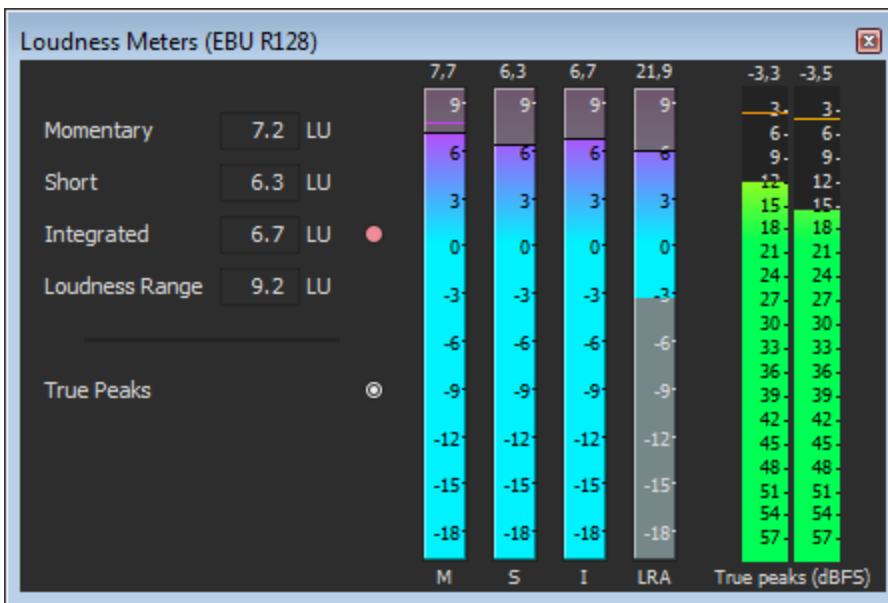 Loudness Meters (EBU R128)
7,7 6,3 6,7 21,9 -3,3 -3,5
Momentary 7.2 LU
Short 6.3 LU
Integrated 6.7 LU
Loudness Range 9.2 LU
True Peaks
9 9 9 9
6 6 6 6
3 3 3 3
0 0 0 0
-3 -3 -3 -3
-6 -6 -6 -6
-9 -9 -9 -9
-12 -12 -12 -12
-15 -15 -15 -15
-18 -18 -18 -18
3 3
6 6
9 9
12 12
15 15
18 18
21 21
24 24
27 27
30 30
33 33
36 36
39 39
42 42
45 45
48 48
51 51
54 54
57 57
M S I LRA True peaks (dBFS)